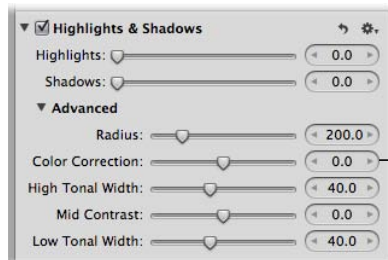 Highlights & Shadows
Highlights: 0.0
Shadows: 0.0
Advanced
Radius: 200.0
Color Correction: 0.0
High Tonal Width: 40.0
Mid Contrast: 0.0
Low Tonal Width: 40.0